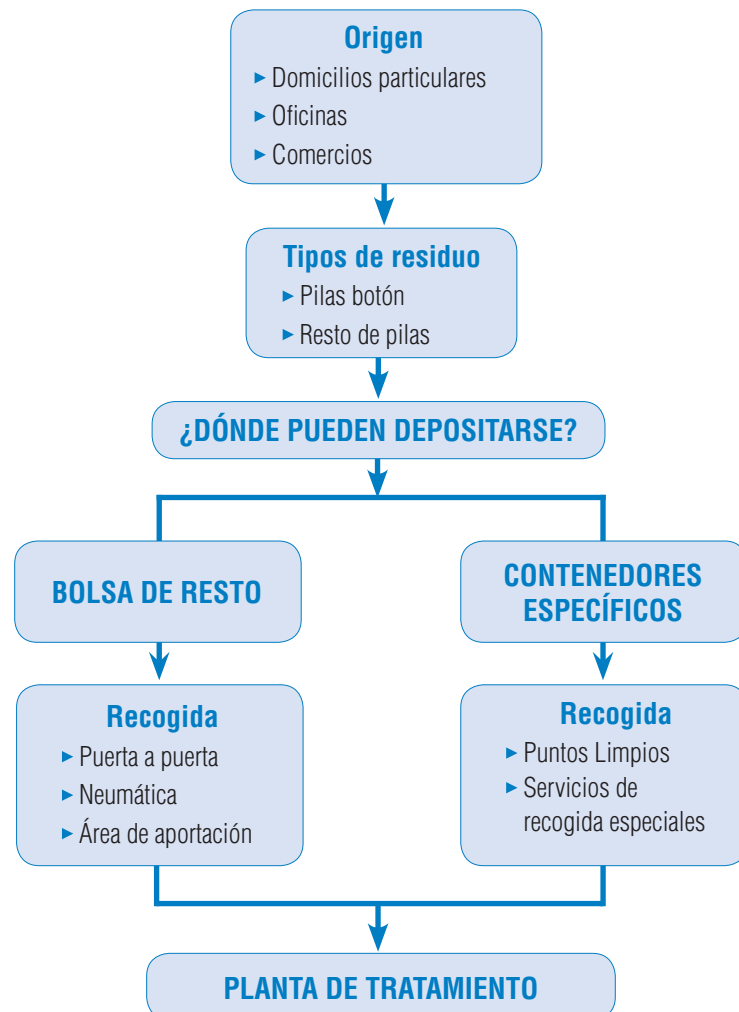 Origen
► Domicilios particulares
► Oficinas
► Comercios
Tipos de residuo
► Pilas botón
► Resto de pilas
¿DÓNDE PUEDEN DEPOSITARSE?
BOLSA DE RESTO
CONTENEDORES
ESPECÍFICOS
Recogida
► Puerta a puerta
► Neumática
► Área de aportación
Recogida
► Puntos Limpios
► Servicios de
recogida especiales
PLANTA DE TRATAMIENTO